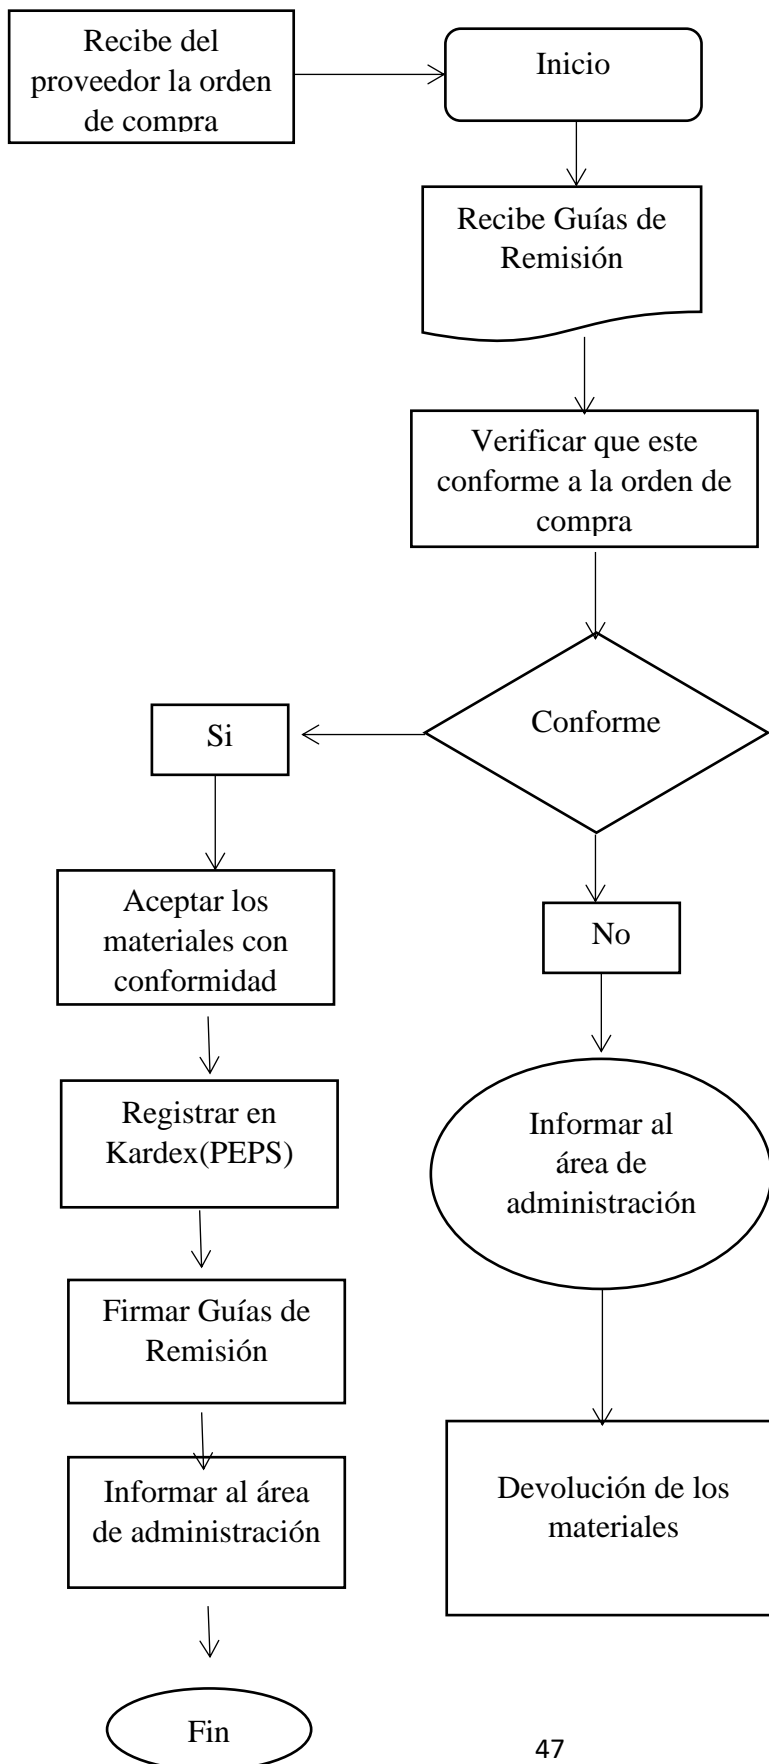 Recibe del
proveedor la orden
de compra
Inicio
Recibe Guías de
Remisión
Verificar que este
conforme a la orden de
compra
Conforme
Si
No
Aceptar los
materiales con
conformidad
Informar al
área de
administración
Registrar en
Kardex(PEPS)
Firmar Guías de
Remisión
Informar al área
de administración
Devolución de los
materiales
Fin
47